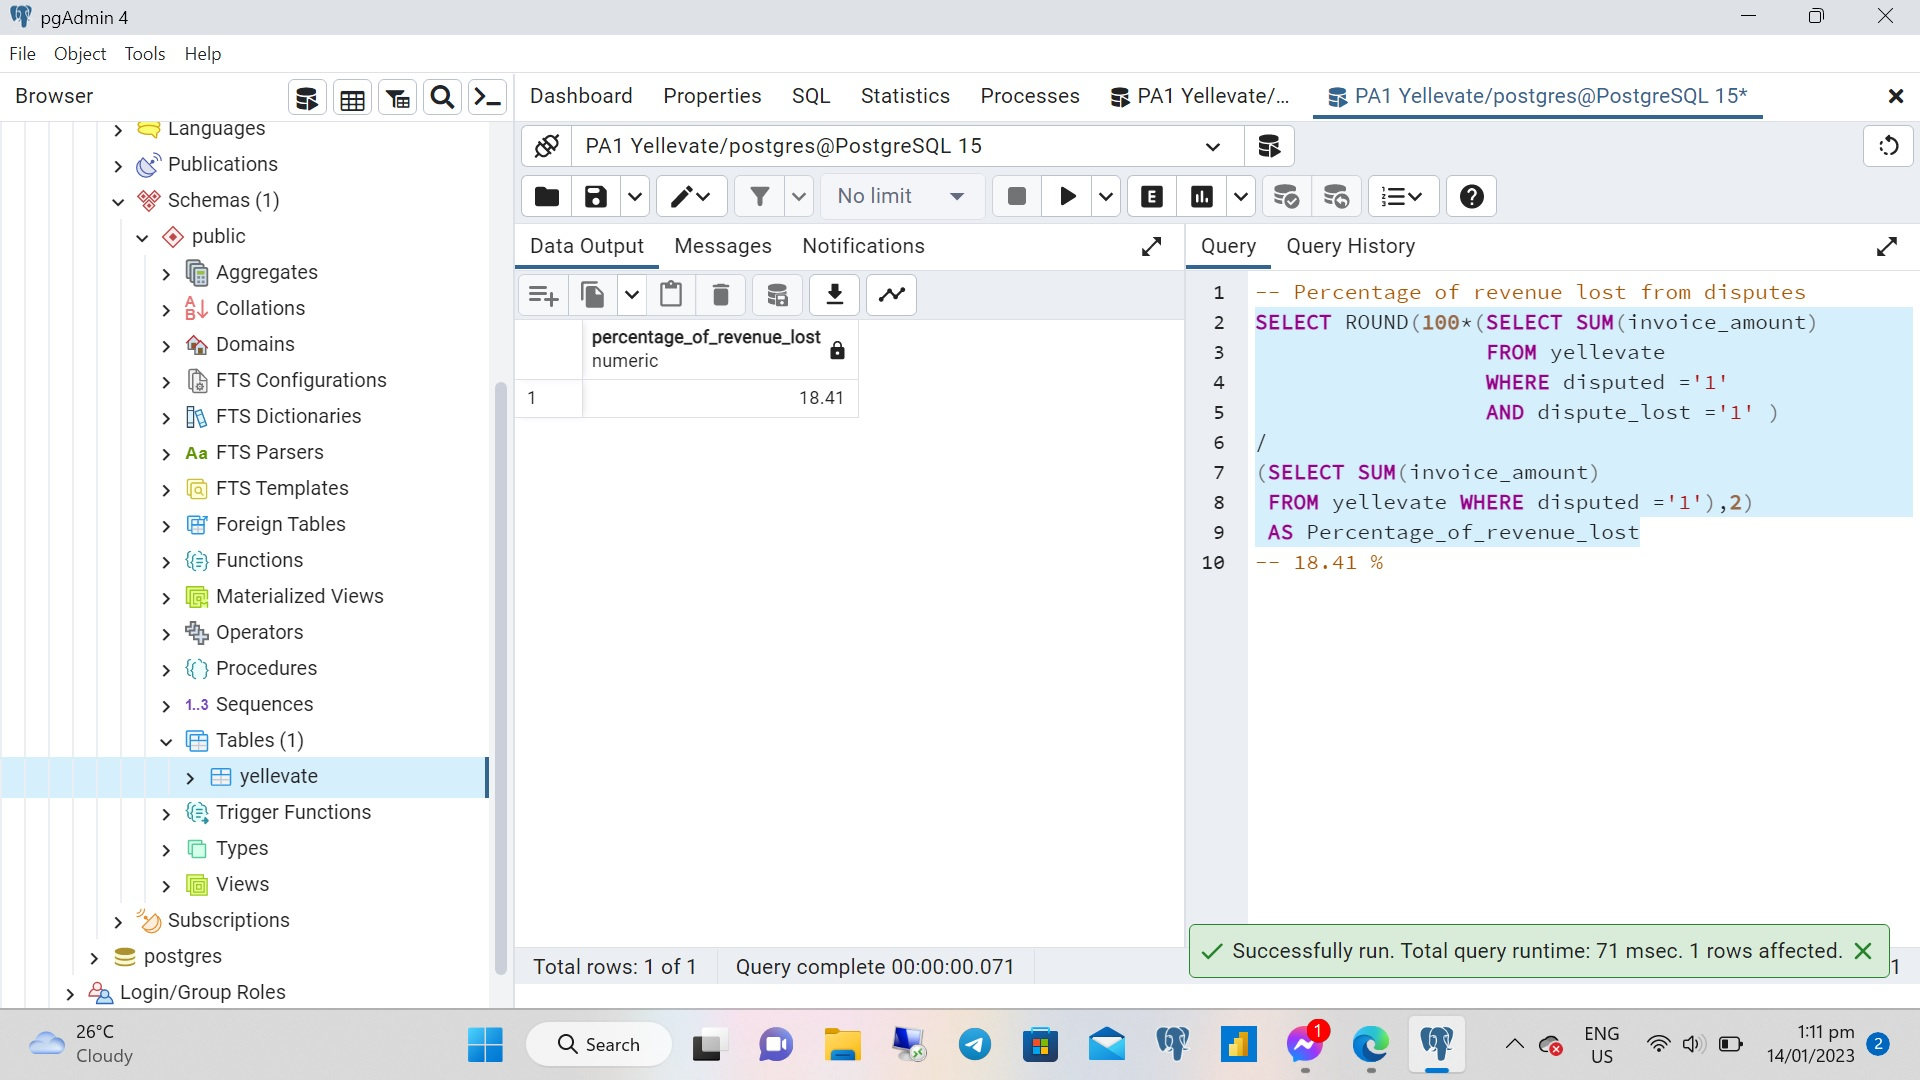 pgAdmin 4
File Object Tools Help
Browser
Dashboard Properties SQL Statistics Processes PA1 Yellevate/... PA1 Yellevate/postgres@PostgreSQL 15*
Languages
Publications
Schemas (1)
public
Aggregates
Collations
Domains
FTS Configurations
FTS Dictionaries
Aa FTS Parsers
FTS Templates
Foreign Tables
Functions
Materialized Views
Operators
Procedures
1..3 Sequences
Tables (1)
yellevate
Trigger Functions
Types
Views
Subscriptions
postgres
Login/Group Roles
PA1 Yellevate/postgres@PostgreSQL 15
No limit
E
Data Output Messages Notifications
percentage_of_revenue_lost
numeric
1 18.41
Total rows: 1 of 1 Query complete 00:00:00.071
Query Query History
1 -- Percentage of revenue lost from disputes
2 SELECT ROUND(100*(SELECT SUM(invoice_amount)
3 FROM yellevate
4 WHERE disputed ='1'
5 AND dispute_lost ='1' )
6 /
7 (SELECT SUM(invoice_amount)
8 FROM yellevate WHERE disputed ='1'),2)
9 AS Percentage_of_revenue_lost
10 -- 18.41 %
Successfully run. Total query runtime: 71 msec. 1 rows affected.
1
26°C
Cloudy
Search
1
ENG
US
1:11 pm
14/01/2023
2